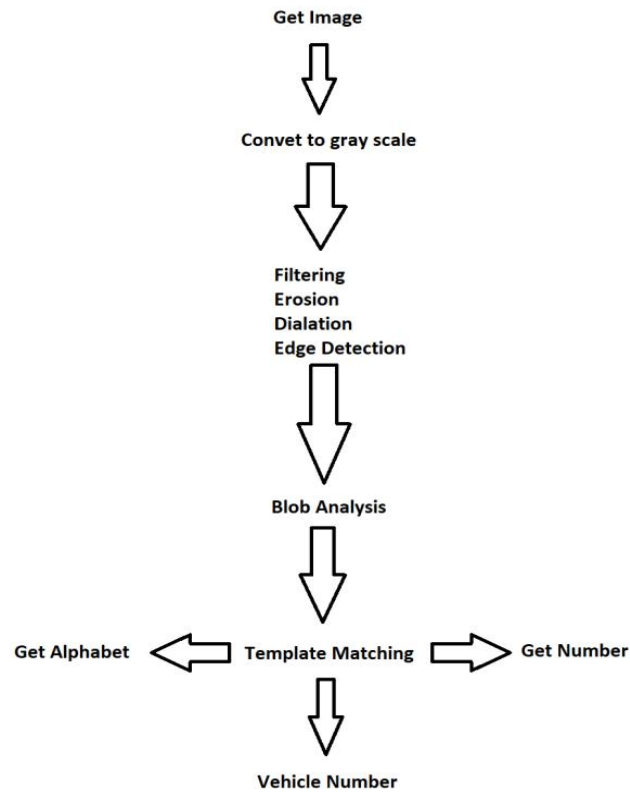 Get Image
Convet to gray scale
Filtering
Erosion
Dialation
Edge Detection
Blob Analysis
Get Alphabet
Template Matching
Get Number
Vehicle Number